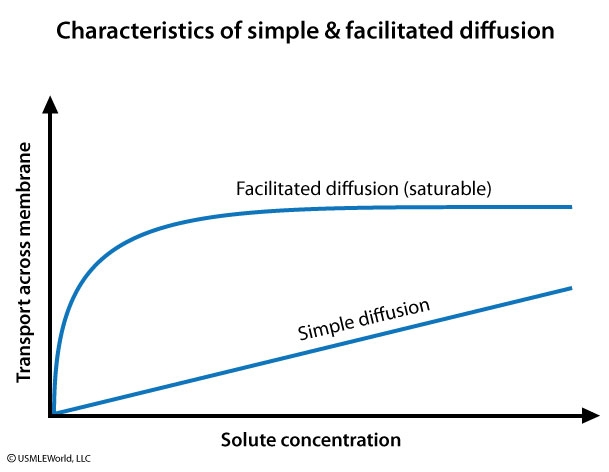 Characteristics of simple & facilitated diffusion
Transport across membrane
Facilitated diffusion (saturable)
Simple diffusion
Solute concentration
© USMLEWorld, LLC